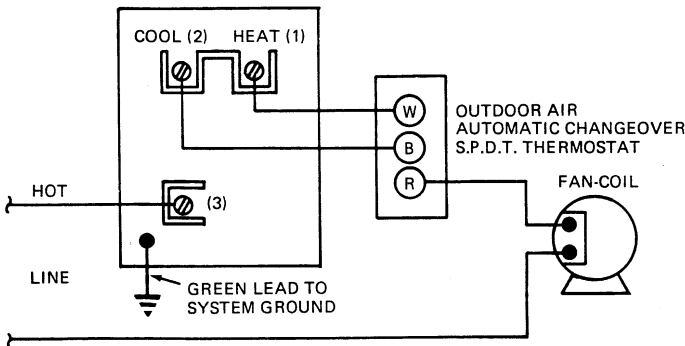 COOL (2) HEAT (1)
W
B
R
OUTDOOR AIR
AUTOMATIC CHANGEOVER
S.P.D.T. THERMOSTAT
FAN-COIL
HOT
(3)
LINE
GREEN LEAD TO
SYSTEM GROUND